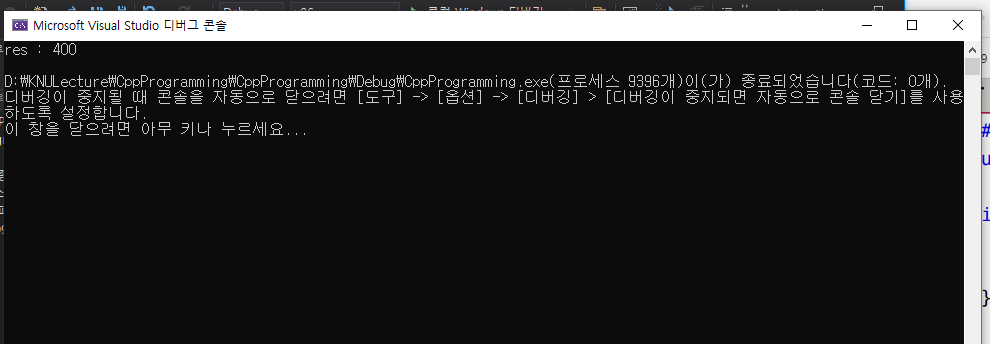 Microsoft Visual Studio 디버그 콘솔
res : 400
D:\KNULecture\CppProgramming\CppProgramming\Debug\CppProgramming.exe(프로세스 9396개)이(가) 종료되었습니다(코드: 0개).
디버깅이 중지될 때 콘솔을 자동으로 닫으려면 [도구] -> [옵션] -> [디버깅] > [디버깅이 중지되면 자동으로 콘솔 닫기]를 사용
하도록 설정합니다.
이 창을 닫으려면 아무 키나 누르세요...